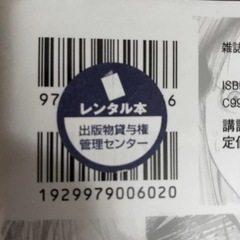 雑誌
ISB
C99
講談
定価
97
6
レンタル本
出版物貸与権
管理センター
1929979006020